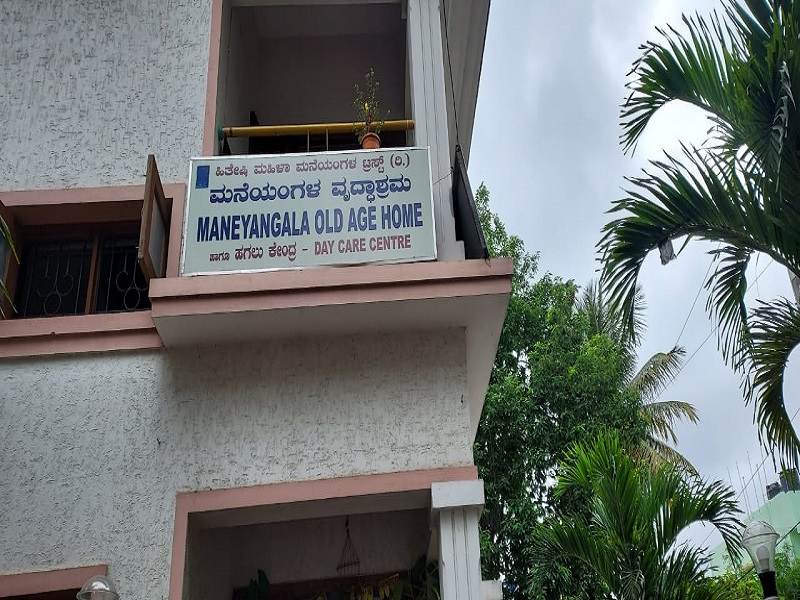 ಹಿತೇಷಿ ಮಹಿಳಾ ಮನೆಯಂಗಳ ಟ್ರಸ್ಟ್ (ರಿ.)
ಮನೆಯಂಗಳ ವೃದ್ಧಾಶ್ರಮ
MANEYANGALA OLD AGE HOME
ಹಾಗೂ ಹಗಲು ಕೇಂದ್ರ - DAY CARE CENTRE